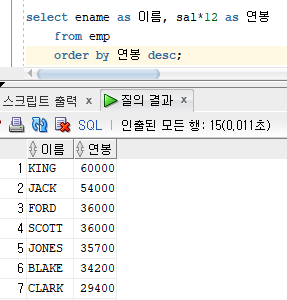 select ename as 이름, sal*12 as 연봉
from emp
order by 연봉 desc;
스크립트 출력 x 질의 결과 x
SQL | 인출된 모든 행: 15(0,011초)
이름 연봉
1 KING 60000
2 JACK 54000
3 FORD 36000
4 SCOTT 36000
5 JONES 35700
6 BLAKE 34200
7 CLARK 29400